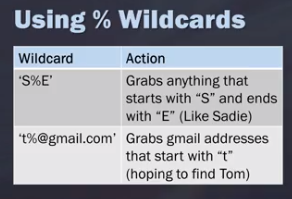 Using % Wildcards
Wildcard Action
‘S%E’ Grabs anything that
starts with “S” and ends
with “E” (Like Sadie)
‘t%@gmail.com’ Grabs gmail addresses
that start with “t”
(hoping to find Tom)